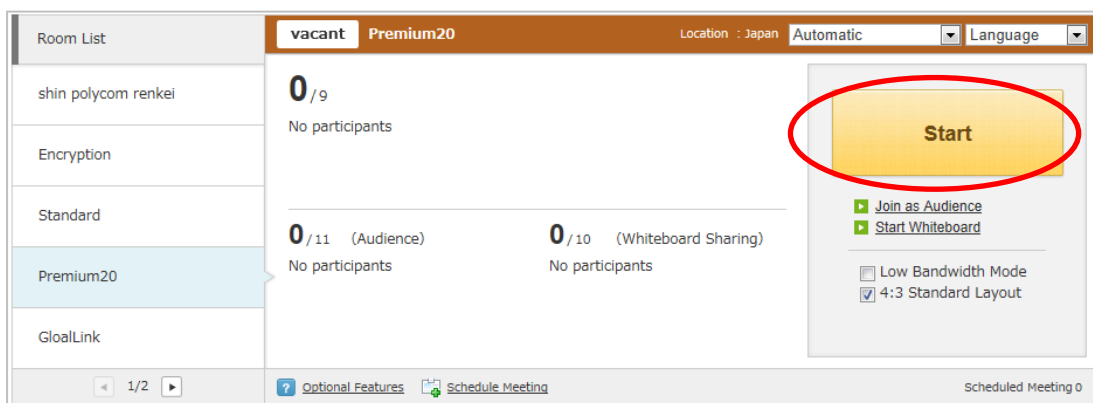 Room List
shin polycom renkei
Encryption
Standard
Premium20
GloalLink
1/2
vacant Premium20 Location : Japan Automatic Language
0/9
No participants
0/11 (Audience)
No participants
0/10 (Whiteboard Sharing)
No participants
Start
Join as Audience
Start Whiteboard
Low Bandwidth Mode
4:3 Standard Layout
? Optional Features Schedule Meeting Scheduled Meeting 0